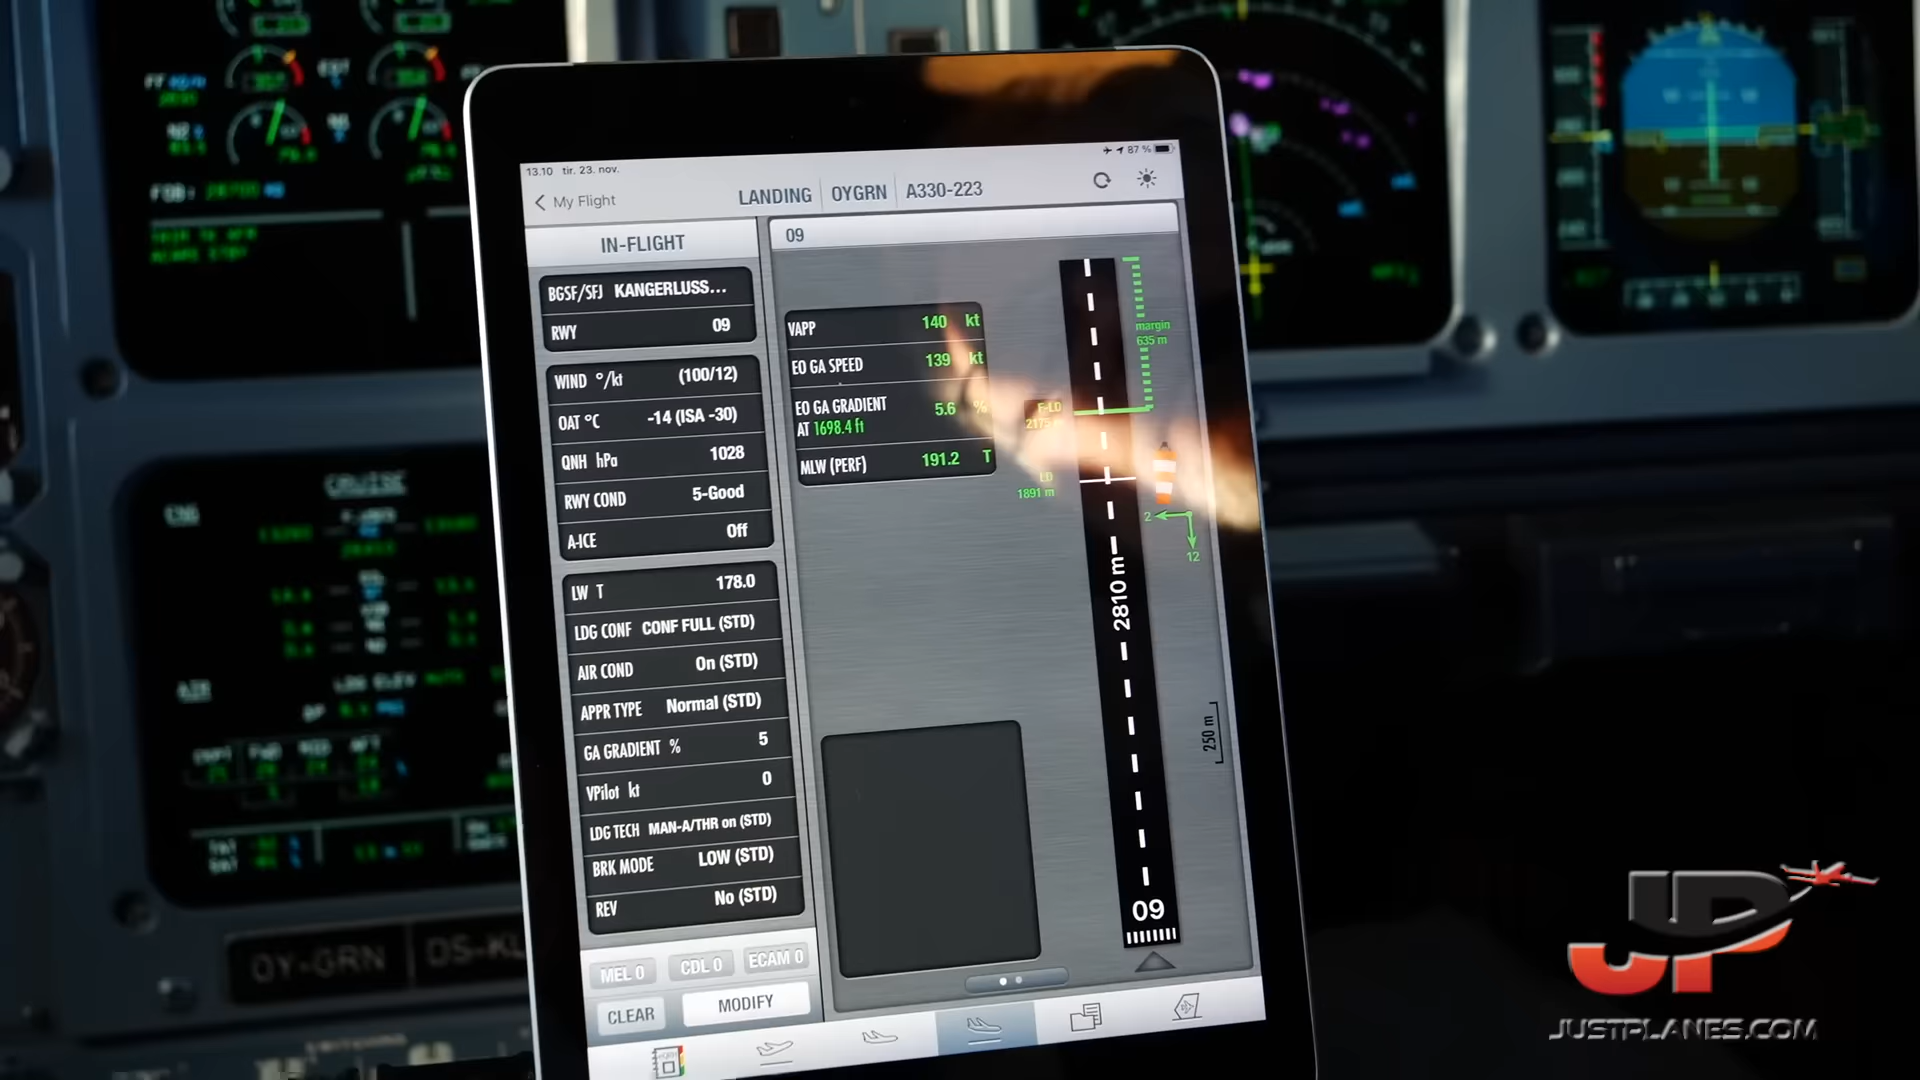 13.10 tir. 23. nov.
87 %
My Flight
LANDING OYGRN A330-223
IN-FLIGHT
BGSF/SFJ KANGERLUSS...
RWY 09
WIND °/kt (100/12)
OAT °C -14 (ISA -30)
QNH hPa 1028
RWY COND 5-Good
A-ICE Off
LW T 178.0
LDG CONF CONF FULL (STD)
AIR COND On (STD)
APPR TYPE Normal (STD)
GA GRADIENT % 5
VPilot kt 0
LDG TECH MAN-A/THR on (STD)
BRK MODE LOW (STD)
REV No (STD)
MEL 0 CDL 0 ECAM 0
CLEAR MODIFY
09
VAPP 140 kt
EO GA SPEED 139 kt
EO GA GRADIENT 5.6 %
AT 1698.4 ft
MLW (PERF) 191.2 T
margin
635 m
F-LD
LD
1891 m
2
12
2810 m
250 m
09
CRUISE
FOB:
AIR
OY-GRN
DS-KL
JP
JUSTPLANES.COM